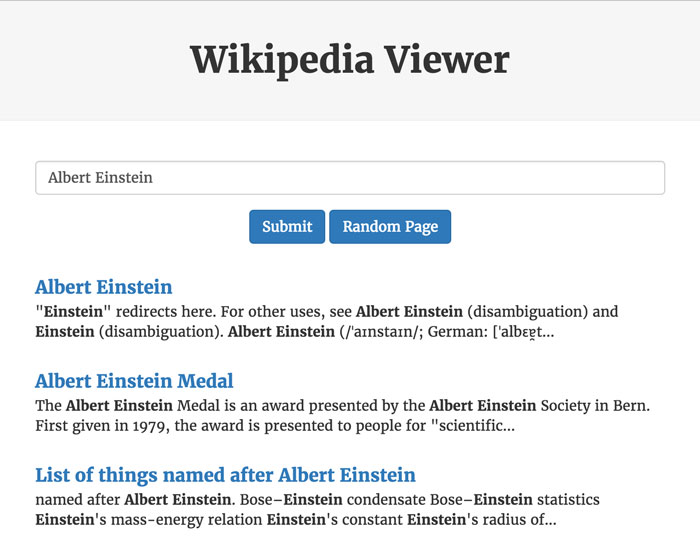 Wikipedia Viewer
Albert Einstein
Submit Random Page
Albert Einstein
"Einstein" redirects here. For other uses, see Albert Einstein (disambiguation) and
Einstein (disambiguation). Albert Einstein (/ˈaɪnstaɪn/; German: [ˈalbɛɐ̯t...
Albert Einstein Medal
The Albert Einstein Medal is an award presented by the Albert Einstein Society in Bern.
First given in 1979, the award is presented to people for "scientific...
List of things named after Albert Einstein
named after Albert Einstein. Bose–Einstein condensate Bose–Einstein statistics
Einstein's mass-energy relation Einstein's constant Einstein's radius of...